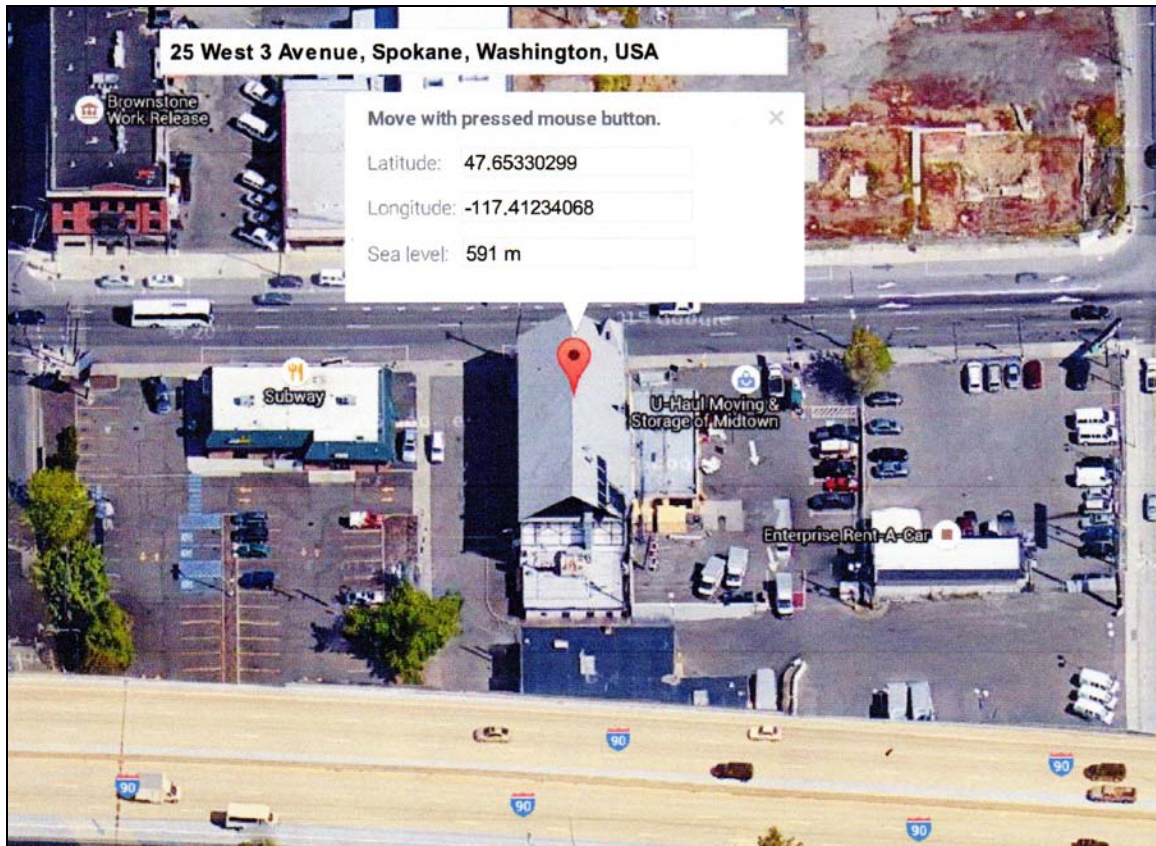 25 West 3 Avenue, Spokane, Washington, USA
Brownstone
Work Release
Move with pressed mouse button.
×
Latitude: 47.65330299
Longitude: -117.41234068
Sea level: 591 m
Google
Subway
U-Haul Moving &
Storage of Midtown
Enterprise Rent-A-Car
90
90
90
90
90